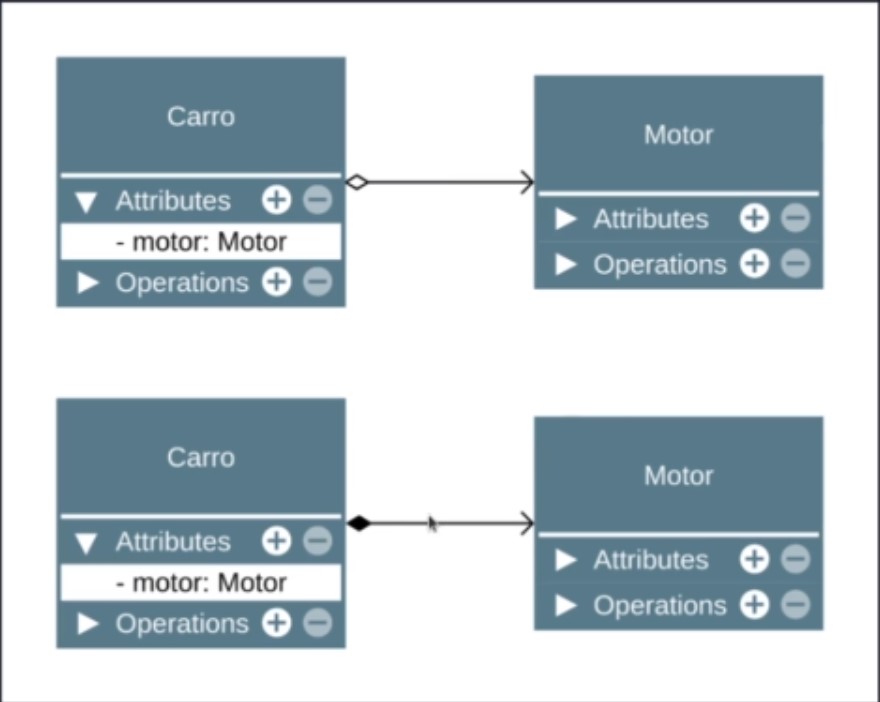 Carro
Attributes
- motor: Motor
Operations
Motor
Attributes
Operations
Carro
Attributes
- motor: Motor
Operations
Motor
Attributes
Operations